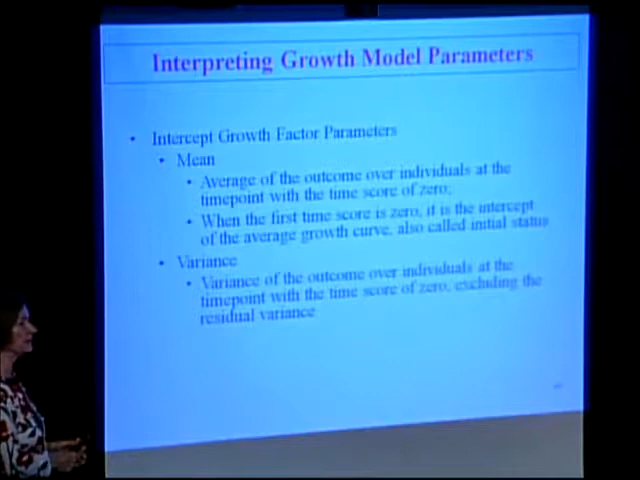 Interpreting Growth Model Parameters
• Intercept Growth Factor Parameters
• Mean
• Average of the outcome over individuals at the
timepoint with the time score of zero;
• When the first time score is zero, it is the intercept
of the average growth curve, also called initial status
• Variance
• Variance of the outcome over individuals at the
timepoint with the time score of zero, excluding the
residual variance